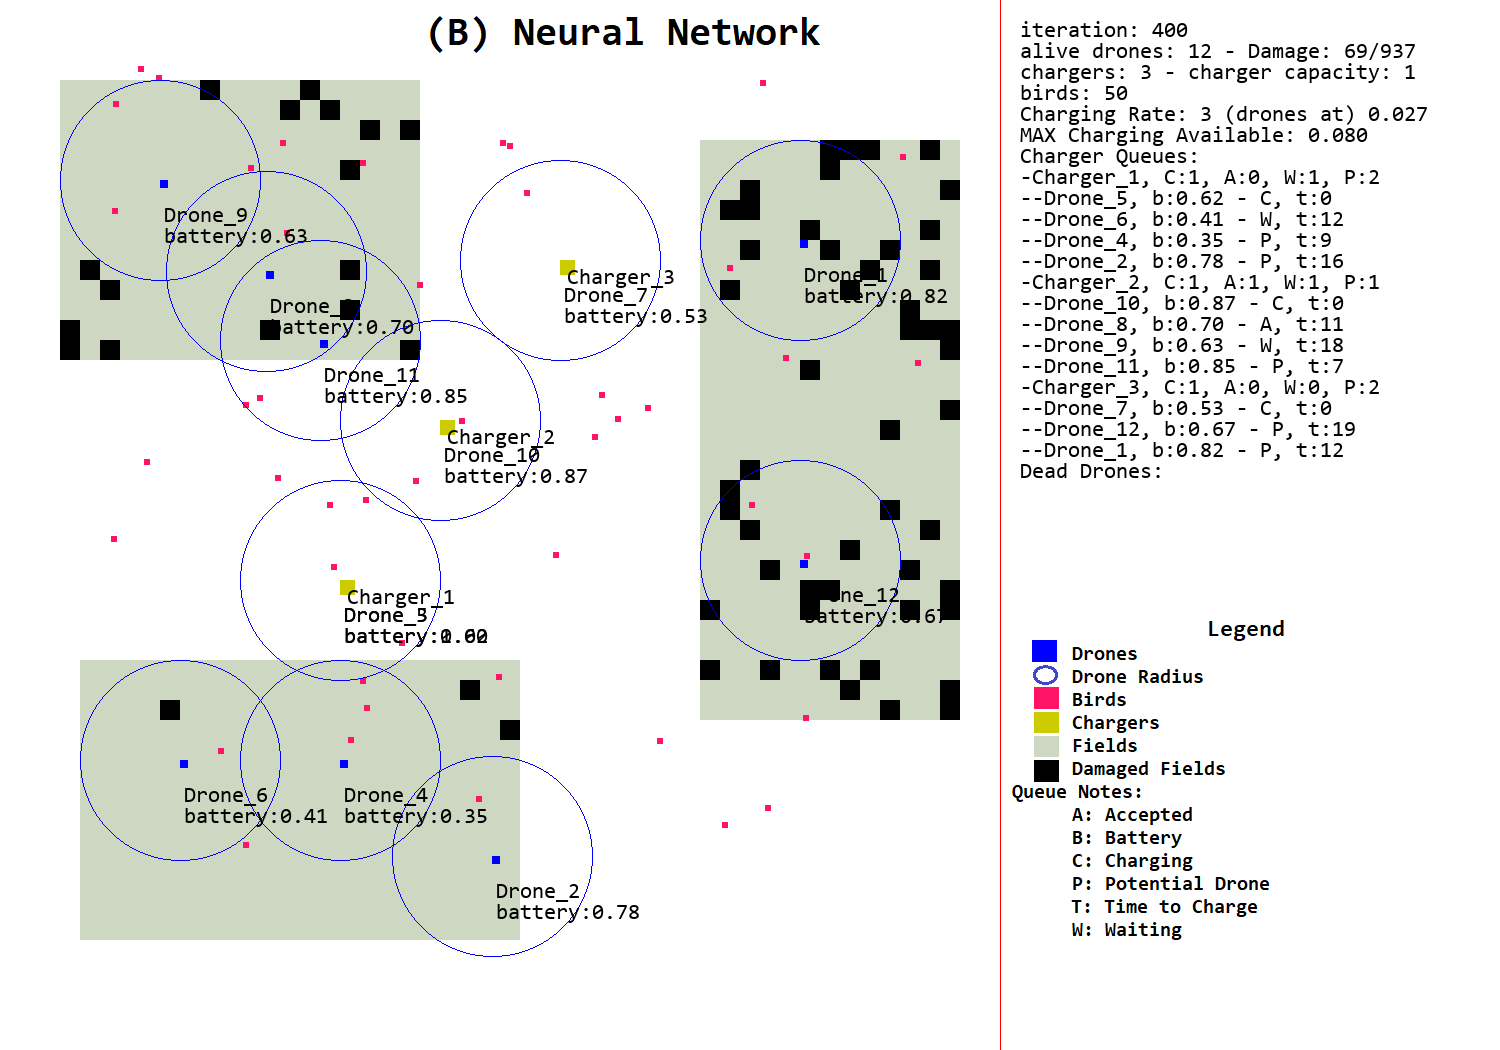 (B) Neural Network
iteration: 400
alive drones: 12 - Damage: 69/937
chargers: 3 - charger capacity: 1
birds: 50
Charging Rate: 3 (drones at) 0.027
MAX Charging Available: 0.080
Charger Queues:
-Charger_1, C:1, A:0, W:1, P:2
--Drone_5, b:0.62 - C, t:0
--Drone_6, b:0.41 - W, t:12
--Drone_4, b:0.35 - P, t:9
--Drone_2, b:0.78 - P, t:16
-Charger_2, C:1, A:1, W:1, P:1
--Drone_10, b:0.87 - C, t:0
--Drone_8, b:0.70 - A, t:11
--Drone_9, b:0.63 - W, t:18
--Drone_11, b:0.85 - P, t:7
-Charger_3, C:1, A:0, W:0, P:2
--Drone_7, b:0.53 - C, t:0
--Drone_12, b:0.67 - P, t:19
--Drone_1, b:0.82 - P, t:12
Dead Drones:
Drone_9
battery:0.63
battery:0.70
Drone_11
battery:0.85
Charger_3
Drone_7
battery:0.53
Drone_1
battery:0.82
Charger_2
Drone_10
battery:0.87
Charger_1
battery:0.67
Drone_6
battery:0.41
Drone_4
battery:0.35
Drone_2
battery:0.78
Legend
Drones
Drone Radius
Birds
Chargers
Fields
Damaged Fields
Queue Notes:
A: Accepted
B: Battery
C: Charging
P: Potential Drone
T: Time to Charge
W: Waiting